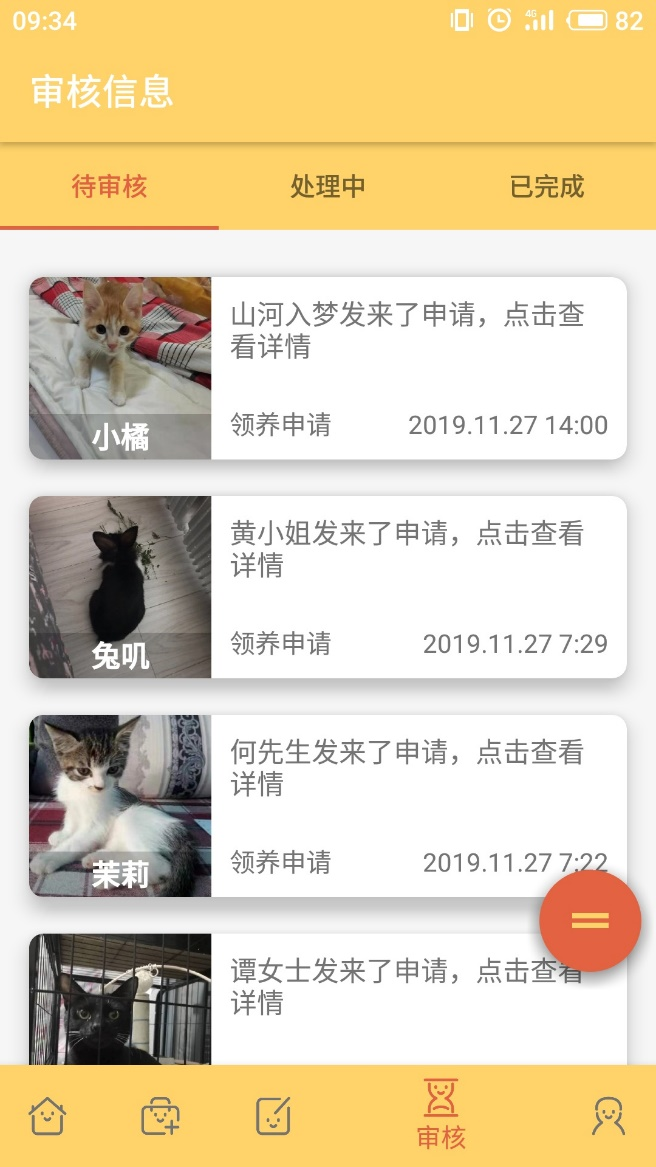 09:34
4G
82
审核信息
待审核
处理中
已完成
山河入梦发来了申请，点击查
看详情
小橘
领养申请
2019.11.27 14:00
黄小姐发来了申请，点击查看
详情
兔叽
领养申请
2019.11.27 7:29
何先生发来了申请，点击查看
详情
茉莉
领养申请
2019.11.27 7:22
谭女士发来了申请，点击查看
详情
审核